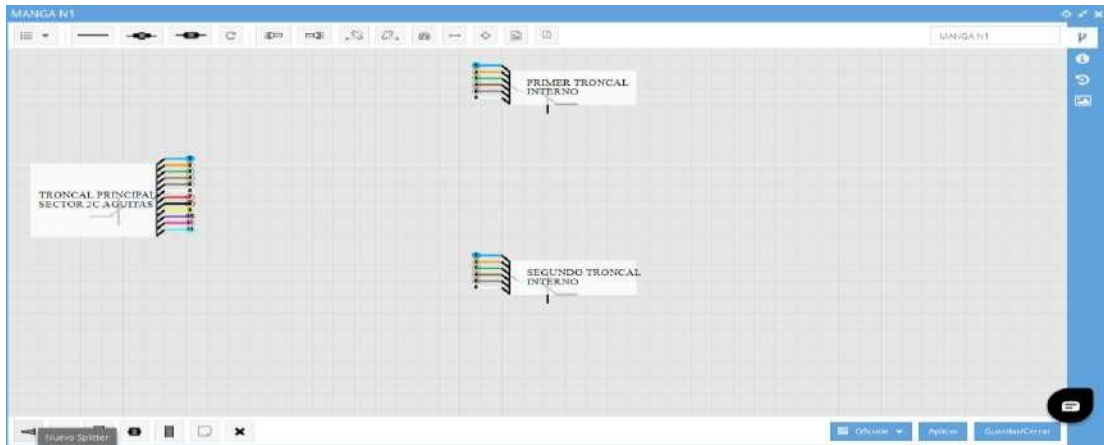 MANGA N1
MANGA N1
PRIMER TRONCAL
INTERNO
TRONCAL PRINCIPAL
SECTOR 2C AGUITAS
SEGUNDO TRONCAL
INTERNO
Nuevo Splitter
Oficode
Aplicar
Guardar/Cerrar